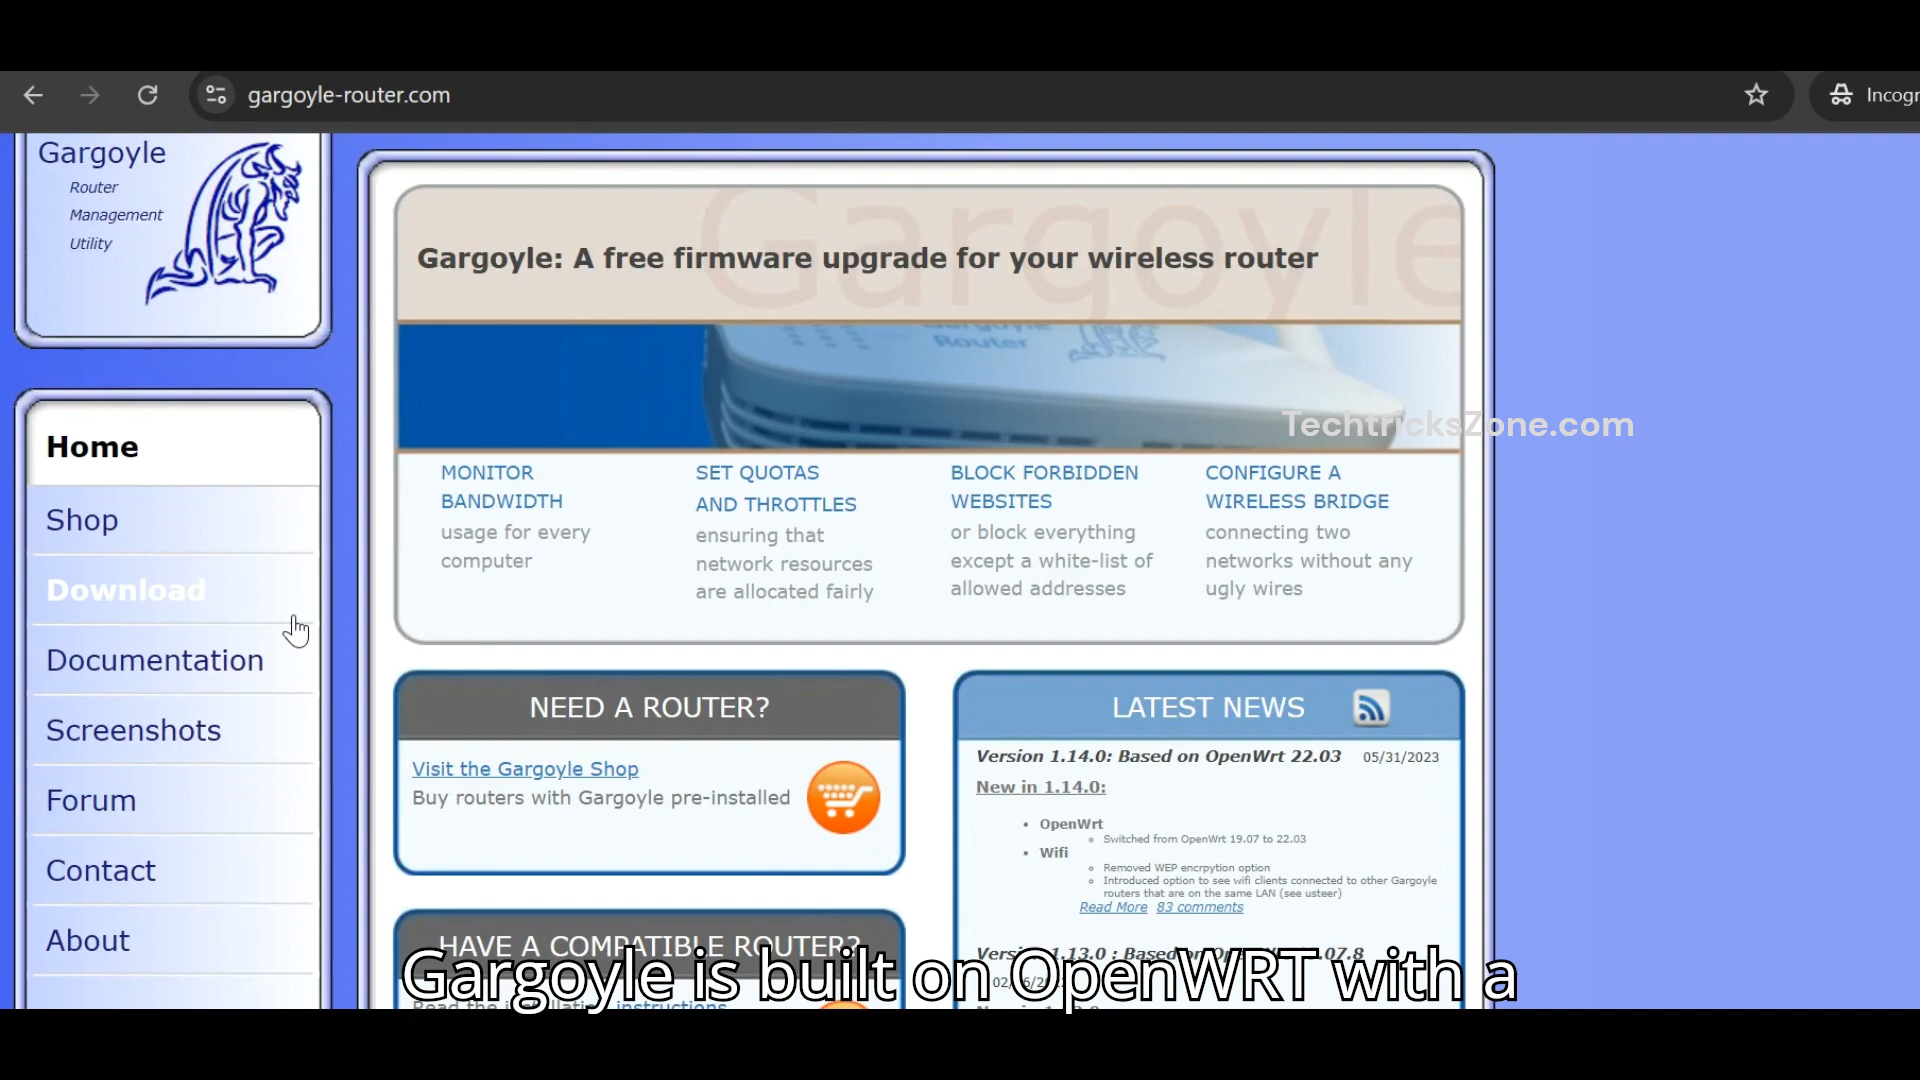 gargoyle-router.com
Incogn
Gargoyle
Router
Management
Utility
Home
Shop
Download
Documentation
Screenshots
Forum
Contact
About
Gargoyle
Gargoyle: A free firmware upgrade for your wireless router
Router
TechtricksZone.com
MONITOR
BANDWIDTH
usage for every
computer
SET QUOTAS
AND THROTTLES
ensuring that
network resources
are allocated fairly
BLOCK FORBIDDEN
WEBSITES
or block everything
except a white-list of
allowed addresses
CONFIGURE A
WIRELESS BRIDGE
connecting two
networks without any
ugly wires
NEED A ROUTER?
Visit the Gargoyle Shop
Buy routers with Gargoyle pre-installed
HAVE A COMPATIBLE ROUTER?
LATEST NEWS
Version 1.14.0: Based on OpenWrt 22.03 05/31/2023
New in 1.14.0:
OpenWrt
Switched from OpenWrt 19.07 to 22.03
Wifi
Removed WEP encrpytion option
Introduced option to see wifi clients connected to other Gargoyle
routers that are on the same LAN (see usteer)
Read More 83 comments
Gargoyle is built on OpenWRT with a